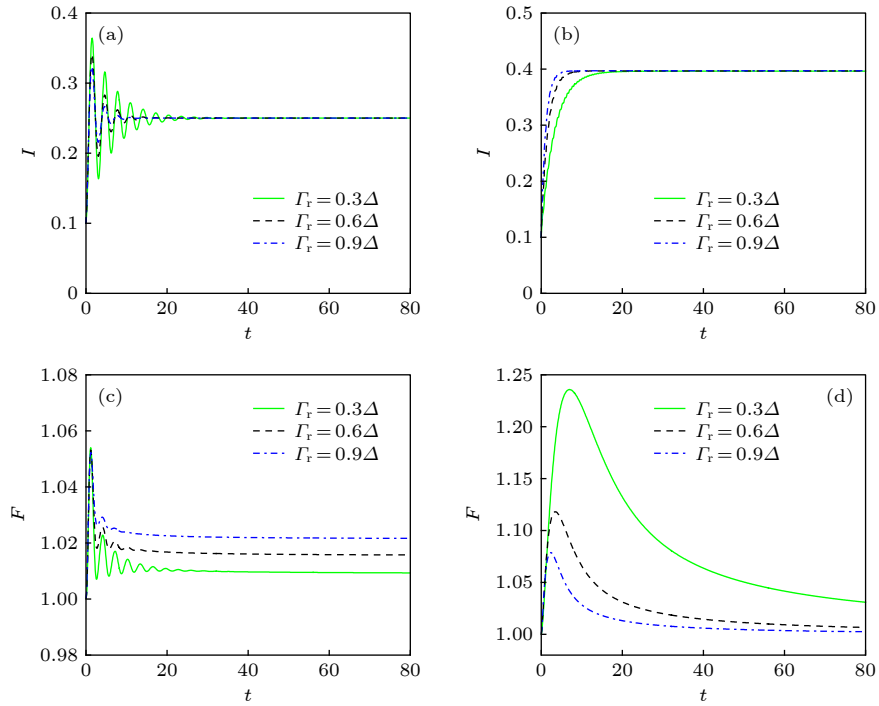 (a)
0.4
0.3
0.2
0.1
0
I
Γr = 0.3Δ
Γr = 0.6Δ
Γr = 0.9Δ
0 20 40 60 80
t
(b)
0.5
0.4
0.3
0.2
0.1
0
I
Γr = 0.3Δ
Γr = 0.6Δ
Γr = 0.9Δ
0 20 40 60 80
t
(c)
1.08
1.06
1.04
1.02
1.00
0.98
F
Γr = 0.3Δ
Γr = 0.6Δ
Γr = 0.9Δ
0 20 40 60 80
t
(d)
1.25
1.20
1.15
1.10
1.05
1.00
F
Γr = 0.3Δ
Γr = 0.6Δ
Γr = 0.9Δ
0 20 40 60 80
t